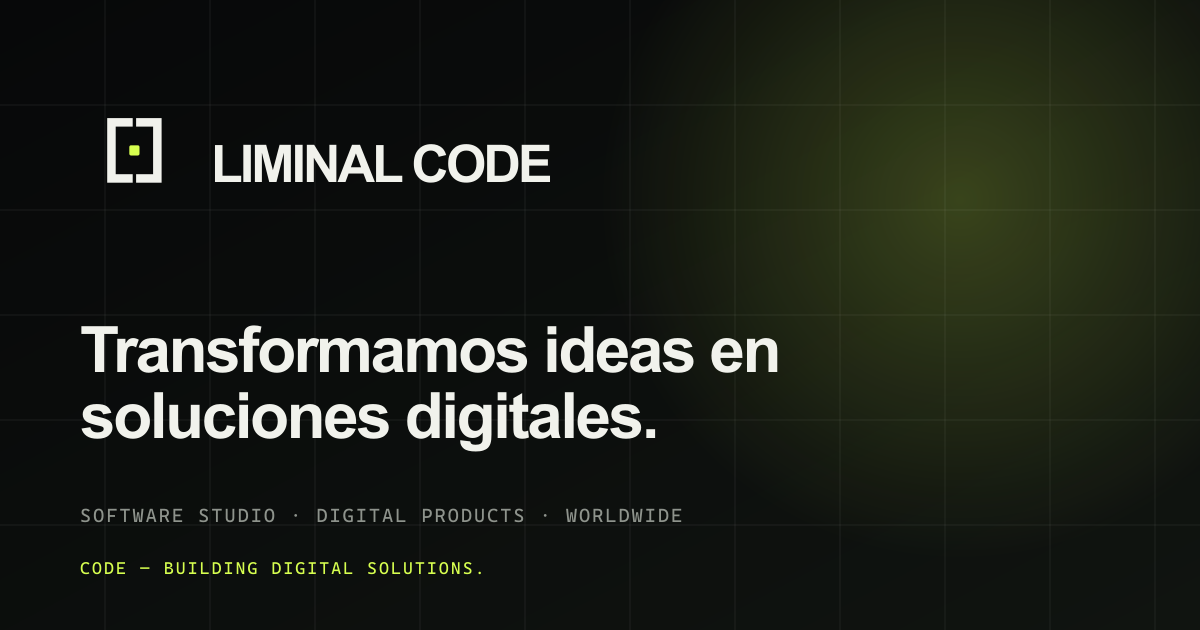 LIMINAL CODE
Transformamos ideas en
soluciones digitales.
SOFTWARE STUDIO · DIGITAL PRODUCTS · WORLDWIDE
CODE — BUILDING DIGITAL SOLUTIONS.